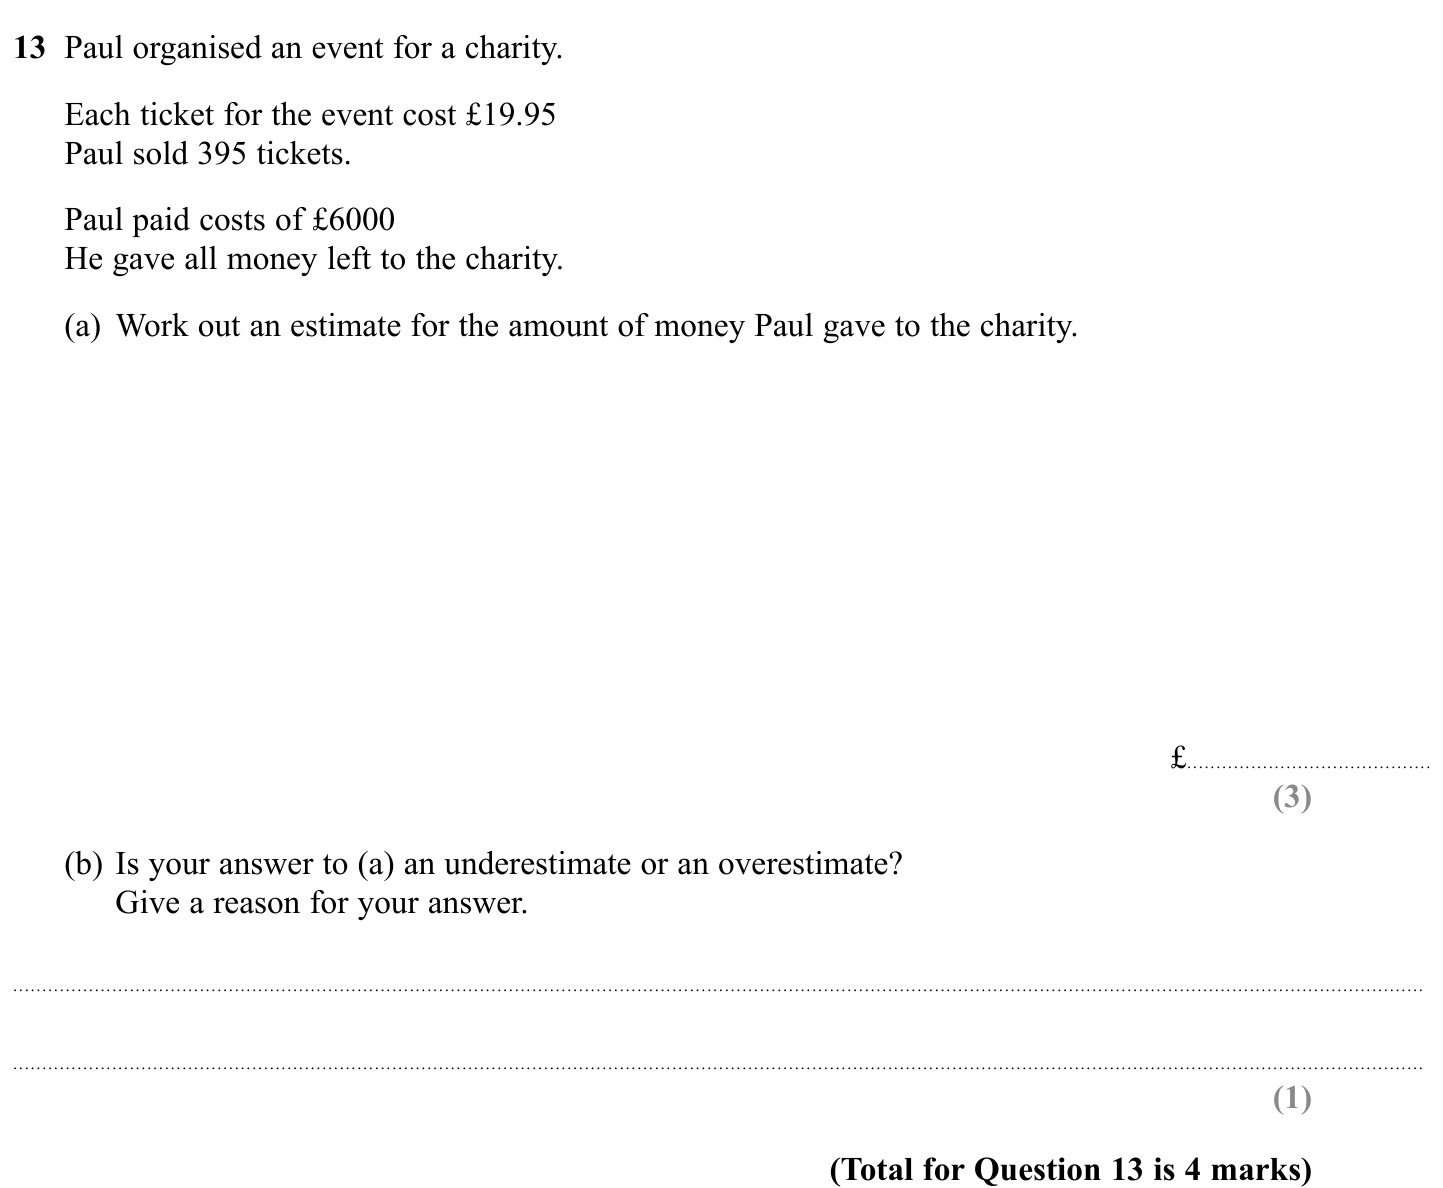 13 Paul organised an event for a charity.
Each ticket for the event cost £19.95
Paul sold 395 tickets.
Paul paid costs of £6000
He gave all money left to the charity.
(a) Work out an estimate for the amount of money Paul gave to the charity.
£
(3)
(b) Is your answer to (a) an underestimate or an overestimate?
Give a reason for your answer.
(1)
(Total for Question 13 is 4 marks)